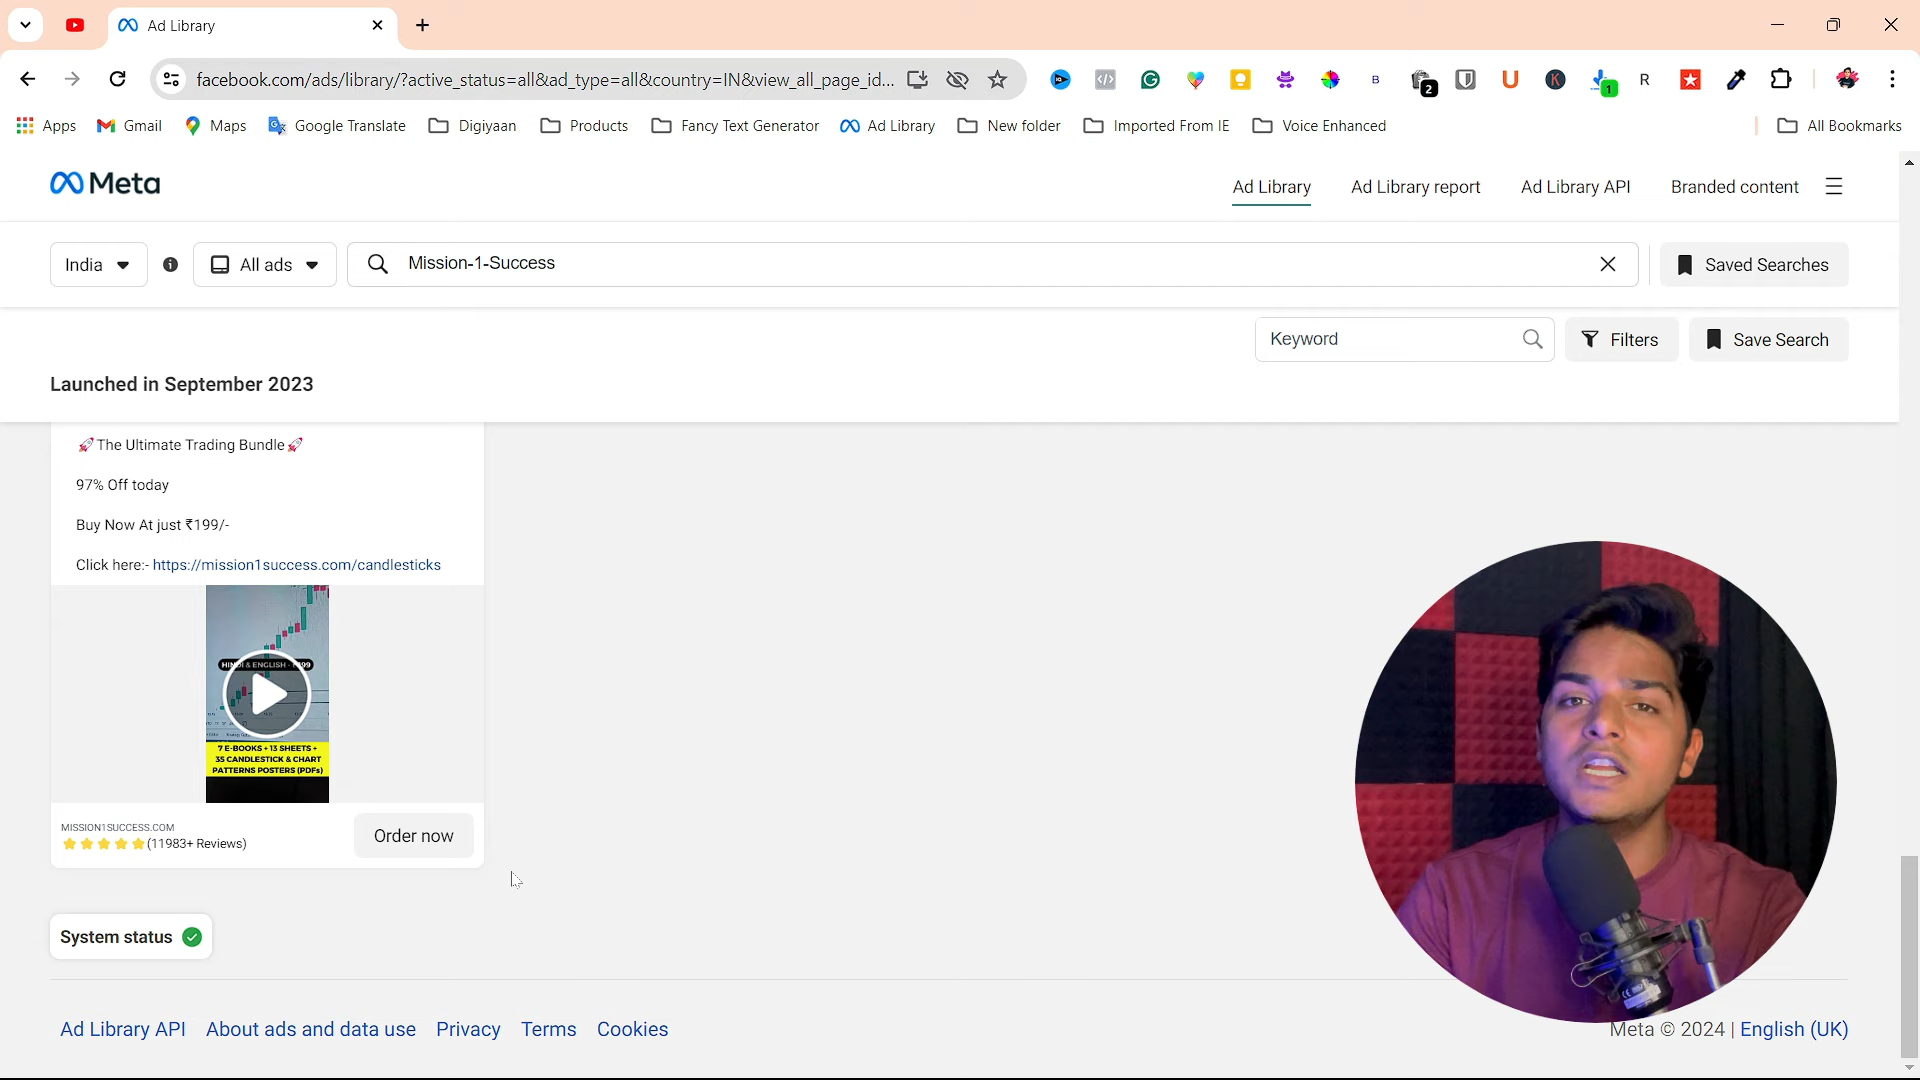 Ad Library
facebook.com/ads/library/?active_status=all&ad_type=all&country=IN&view_all_page_id...
</>
B
2
U
K
1
R
Apps
Gmail
Maps
Google Translate
Digiyaan
Products
Fancy Text Generator
Ad Library
New folder
Imported From IE
Voice Enhanced
All Bookmarks
Meta
Ad Library
Ad Library report
Ad Library API
Branded content
India
All ads
Mission-1-Success
Saved Searches
Keyword
Filters
Save Search
Launched in September 2023
🚀The Ultimate Trading Bundle🚀
97% Off today
Buy Now At just ₹199/-
Click here:- https://mission1success.com/candlesticks
7 E-BOOKS + 13 SHEETS +
35 CANDLESTICK & CHART
PATTERNS POSTERS (PDFs)
MISSION1SUCCESS.COM
⭐⭐⭐⭐⭐(11983+ Reviews)
Order now
System status
Ad Library API
About ads and data use
Privacy
Terms
Cookies
Meta © 2024 | English (UK)